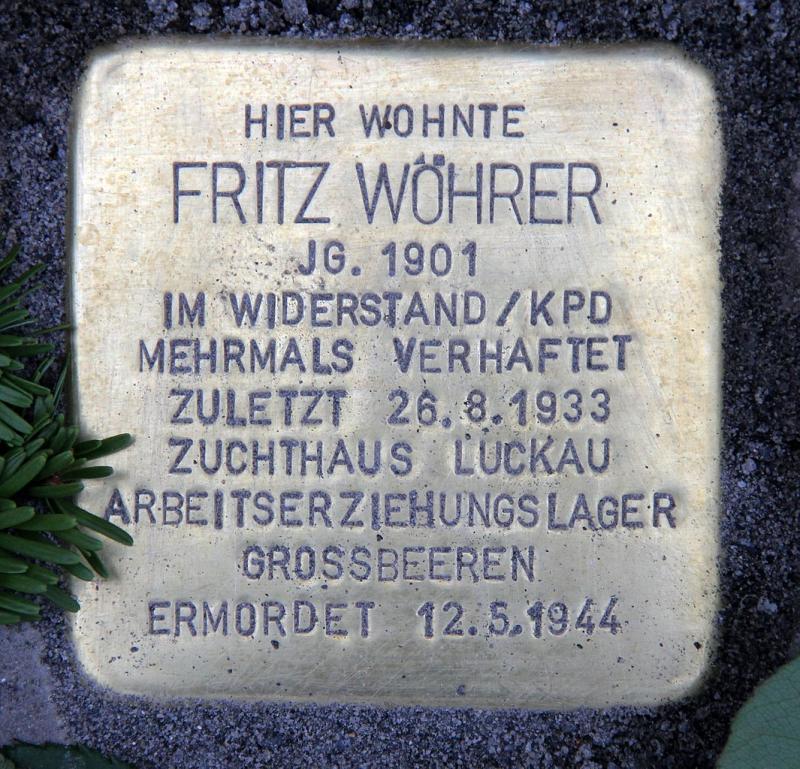 HIER WOHNTE
FRITZ WÖHRER
JG. 1901
IM WIDERSTAND/KPD
MEHRMALS VERHAFTET
ZULETZT 26.8.1933
ZUCHTHAUS LUCKAU
ARBEITSERZIEHUNGSLAGER
GROSSBEEREN
ERMORDET 12.5.1944